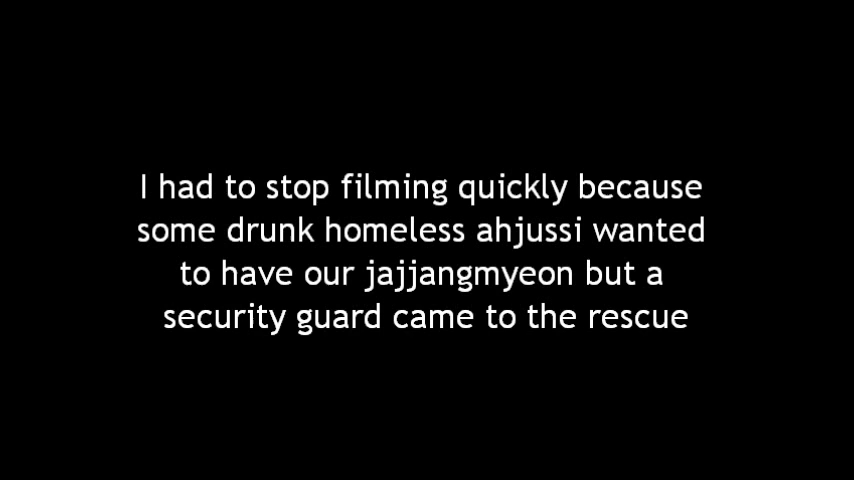 I had to stop filming quickly because
some drunk homeless ahjussi wanted
to have our jajjangmyeon but a
security guard came to the rescue